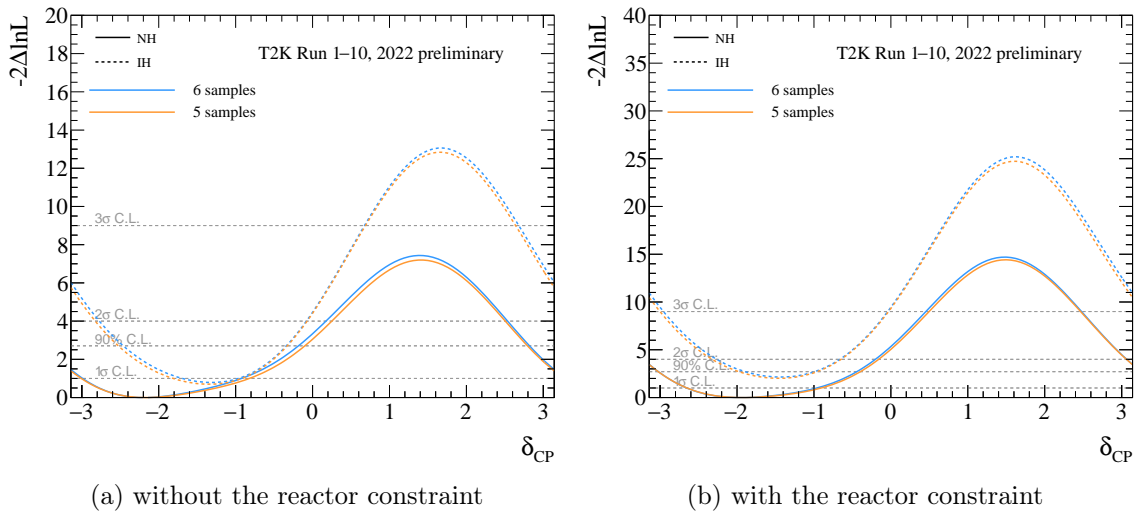 -2ΔlnL
20
18
16
14
12
10
8
6
4
2
0
NH
IH
T2K Run 1–10, 2022 preliminary
6 samples
5 samples
3σ C.L.
2σ C.L.
90% C.L.
1σ C.L.
−3 −2 −1 0 1 2 3
δCP
(a) without the reactor constraint
-2ΔlnL
40
35
30
25
20
15
10
5
0
NH
IH
T2K Run 1–10, 2022 preliminary
6 samples
5 samples
3σ C.L.
2σ C.L.
90% C.L.
1σ C.L.
−3 −2 −1 0 1 2 3
δCP
(b) with the reactor constraint